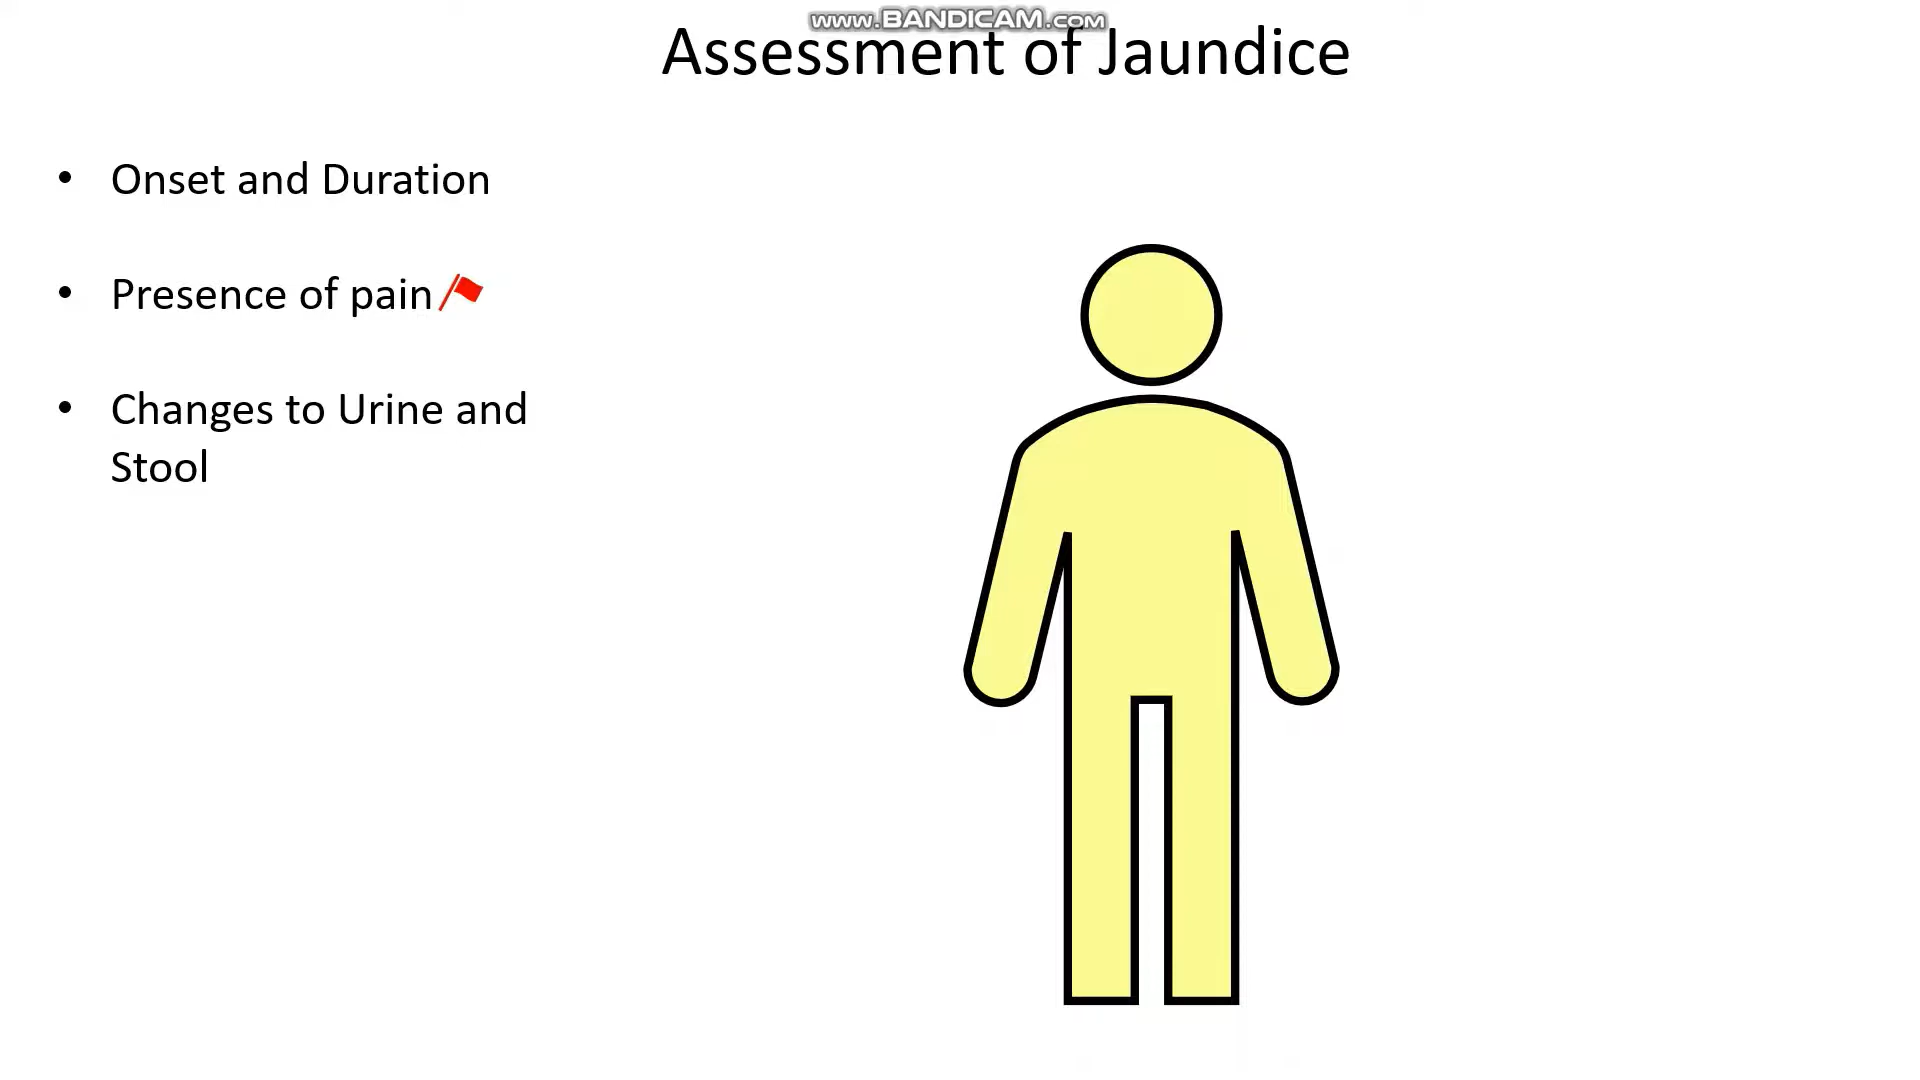 www.BANDICAM.com
Assessment of Jaundice
• Onset and Duration
• Presence of pain
• Changes to Urine and
Stool